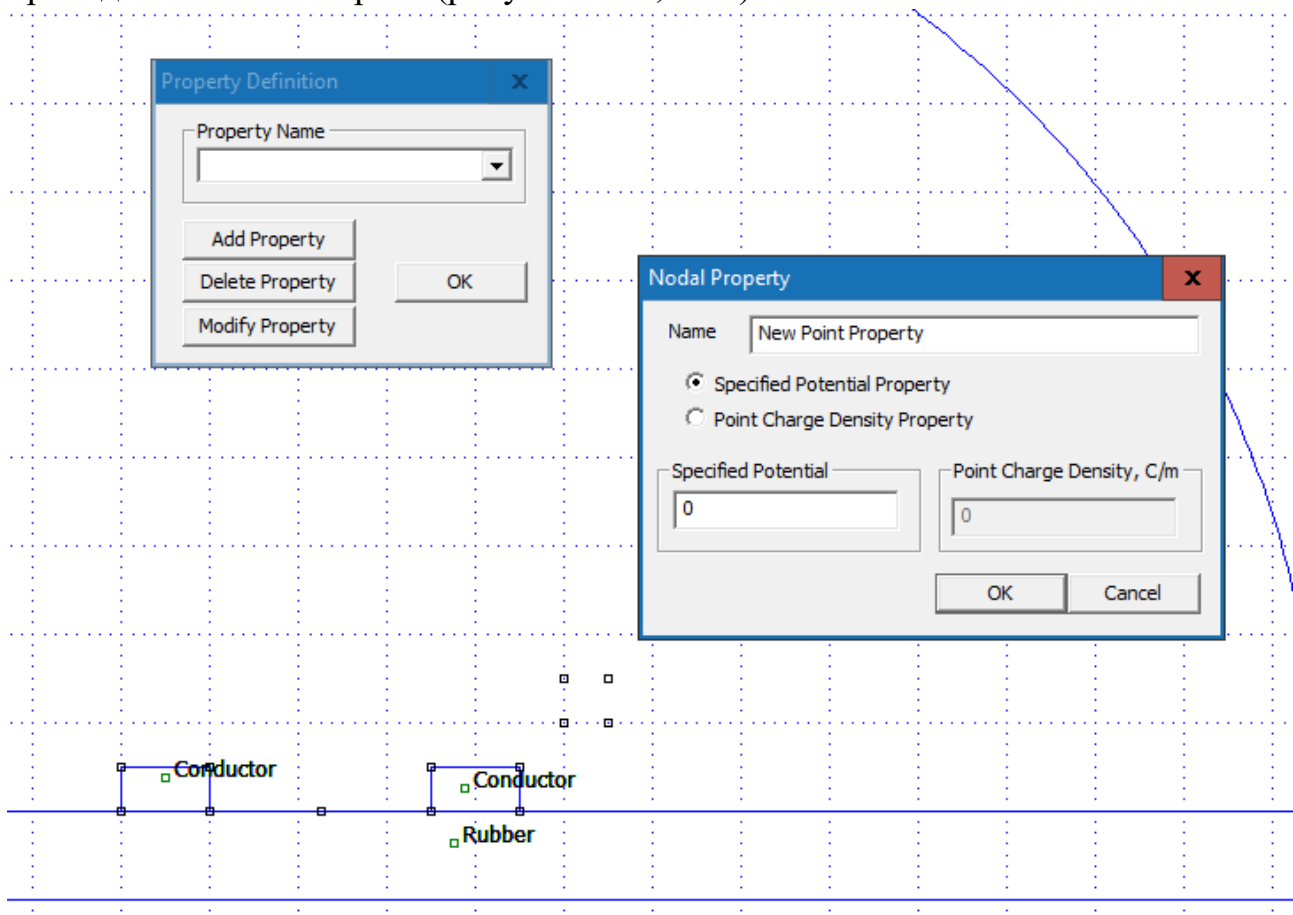 Property Definition
x
Property Name
Add Property
Delete Property
OK
Modify Property
Nodal Property
x
Name
New Point Property
Specified Potential Property
Point Charge Density Property
Specified Potential
Point Charge Density, C/m
0
0
OK
Cancel
Conductor
Conductor
Rubber